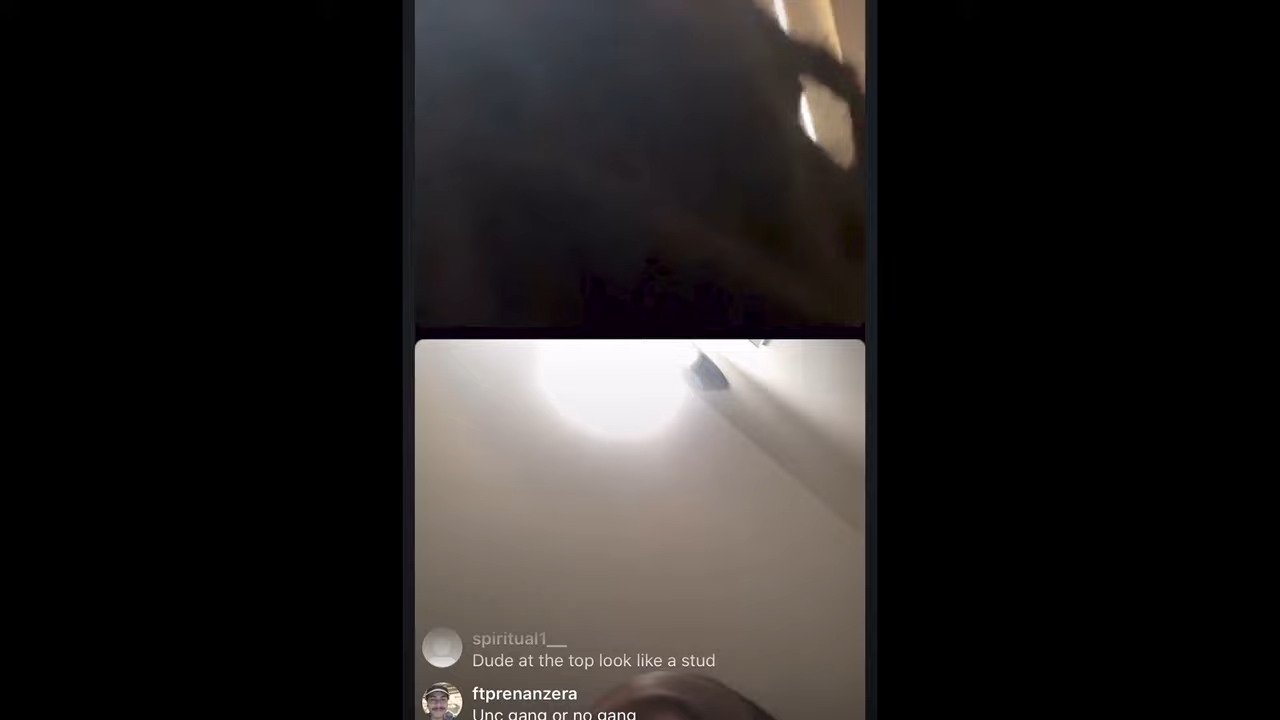 spiritual1__
Dude at the top look like a stud
ftprenanzera
Unc gang or no gang